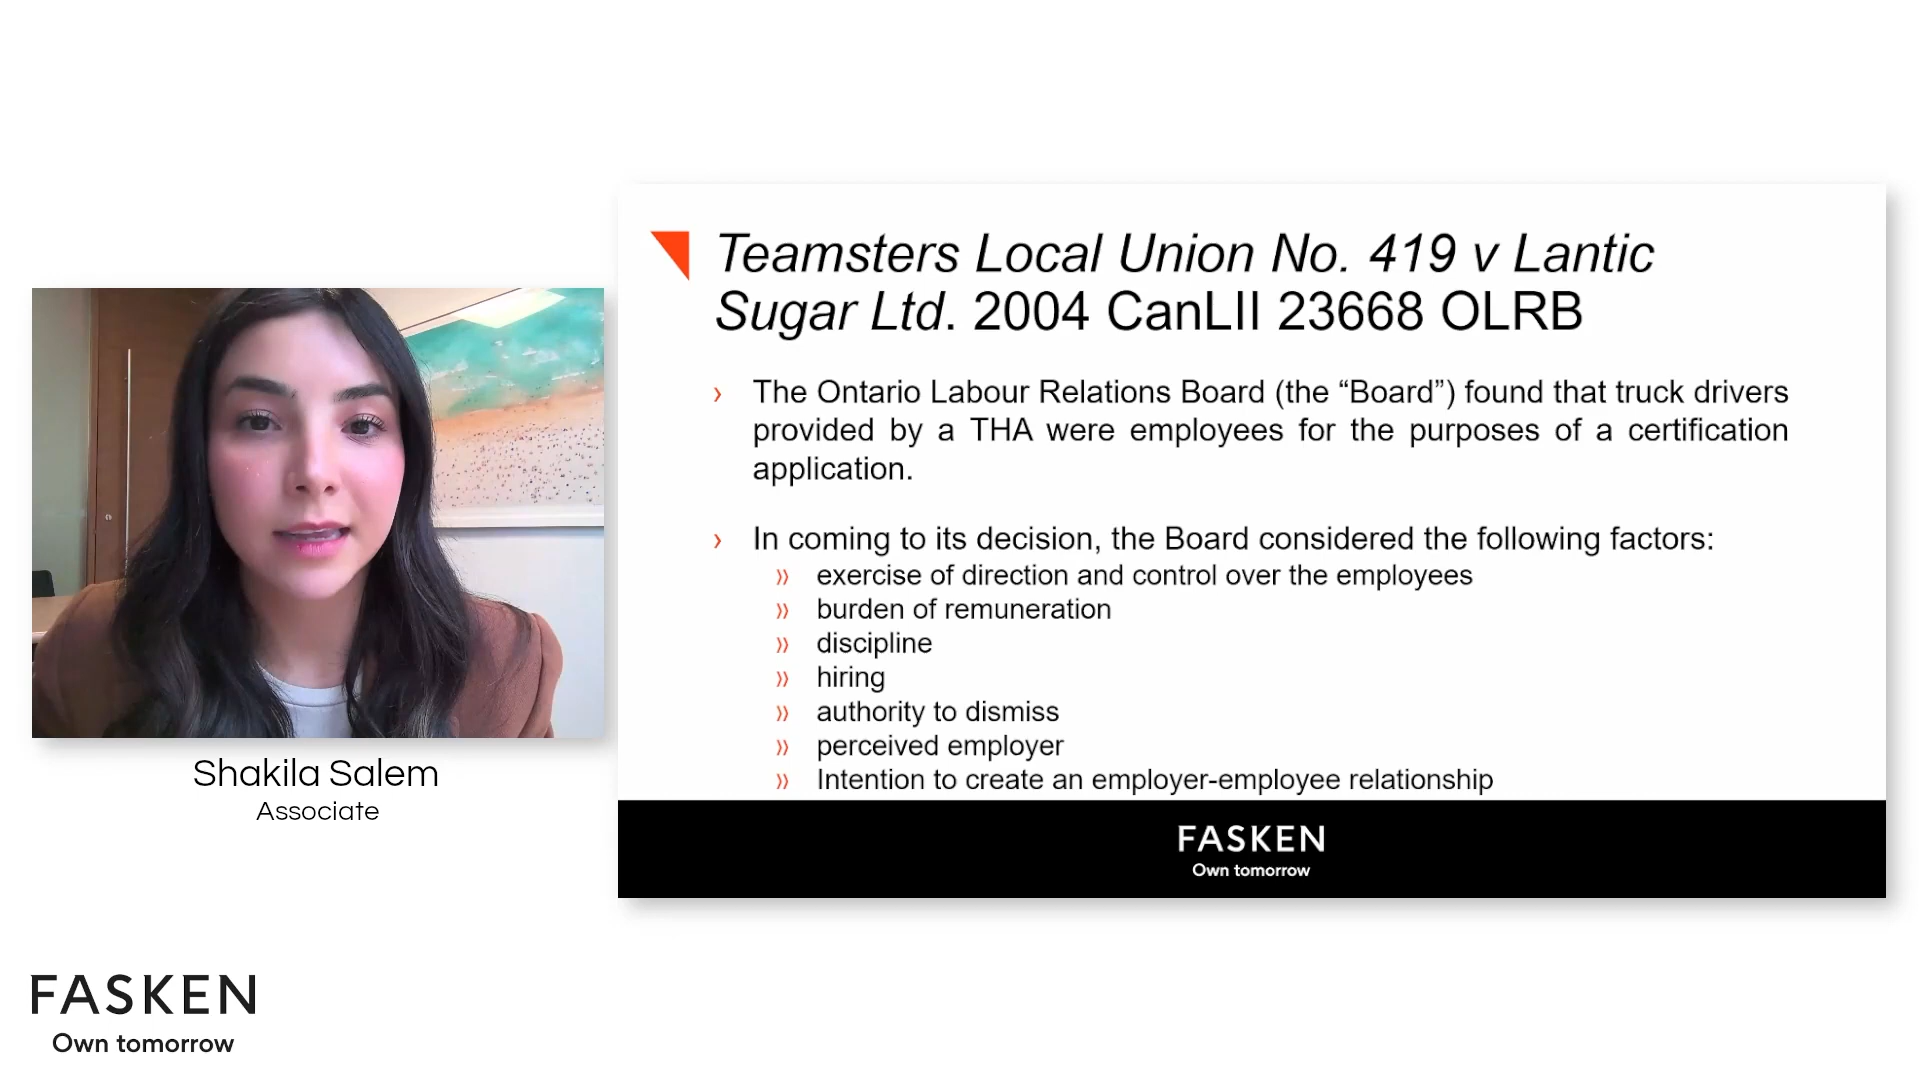 Teamsters Local Union No. 419 v Lantic
Sugar Ltd. 2004 CanLII 23668 OLRB
› The Ontario Labour Relations Board (the “Board”) found that truck drivers
provided by a THA were employees for the purposes of a certification
application.
› In coming to its decision, the Board considered the following factors:
» exercise of direction and control over the employees
» burden of remuneration
» discipline
» hiring
» authority to dismiss
» perceived employer
» Intention to create an employer-employee relationship
FASKEN
Own tomorrow
Shakila Salem
Associate
FASKEN
Own tomorrow